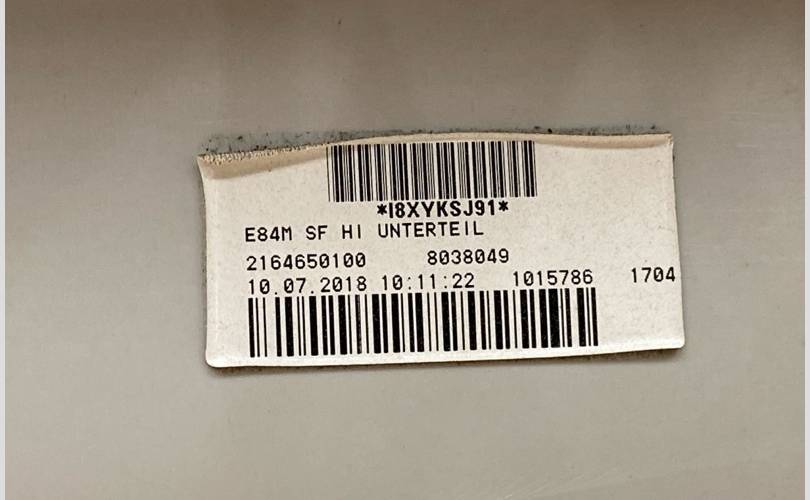 *I8XYKSJ91*
E84M SF HI UNTERTEIL
2164650100 8038049
10.07.2018 10:11:22 1015786 1704